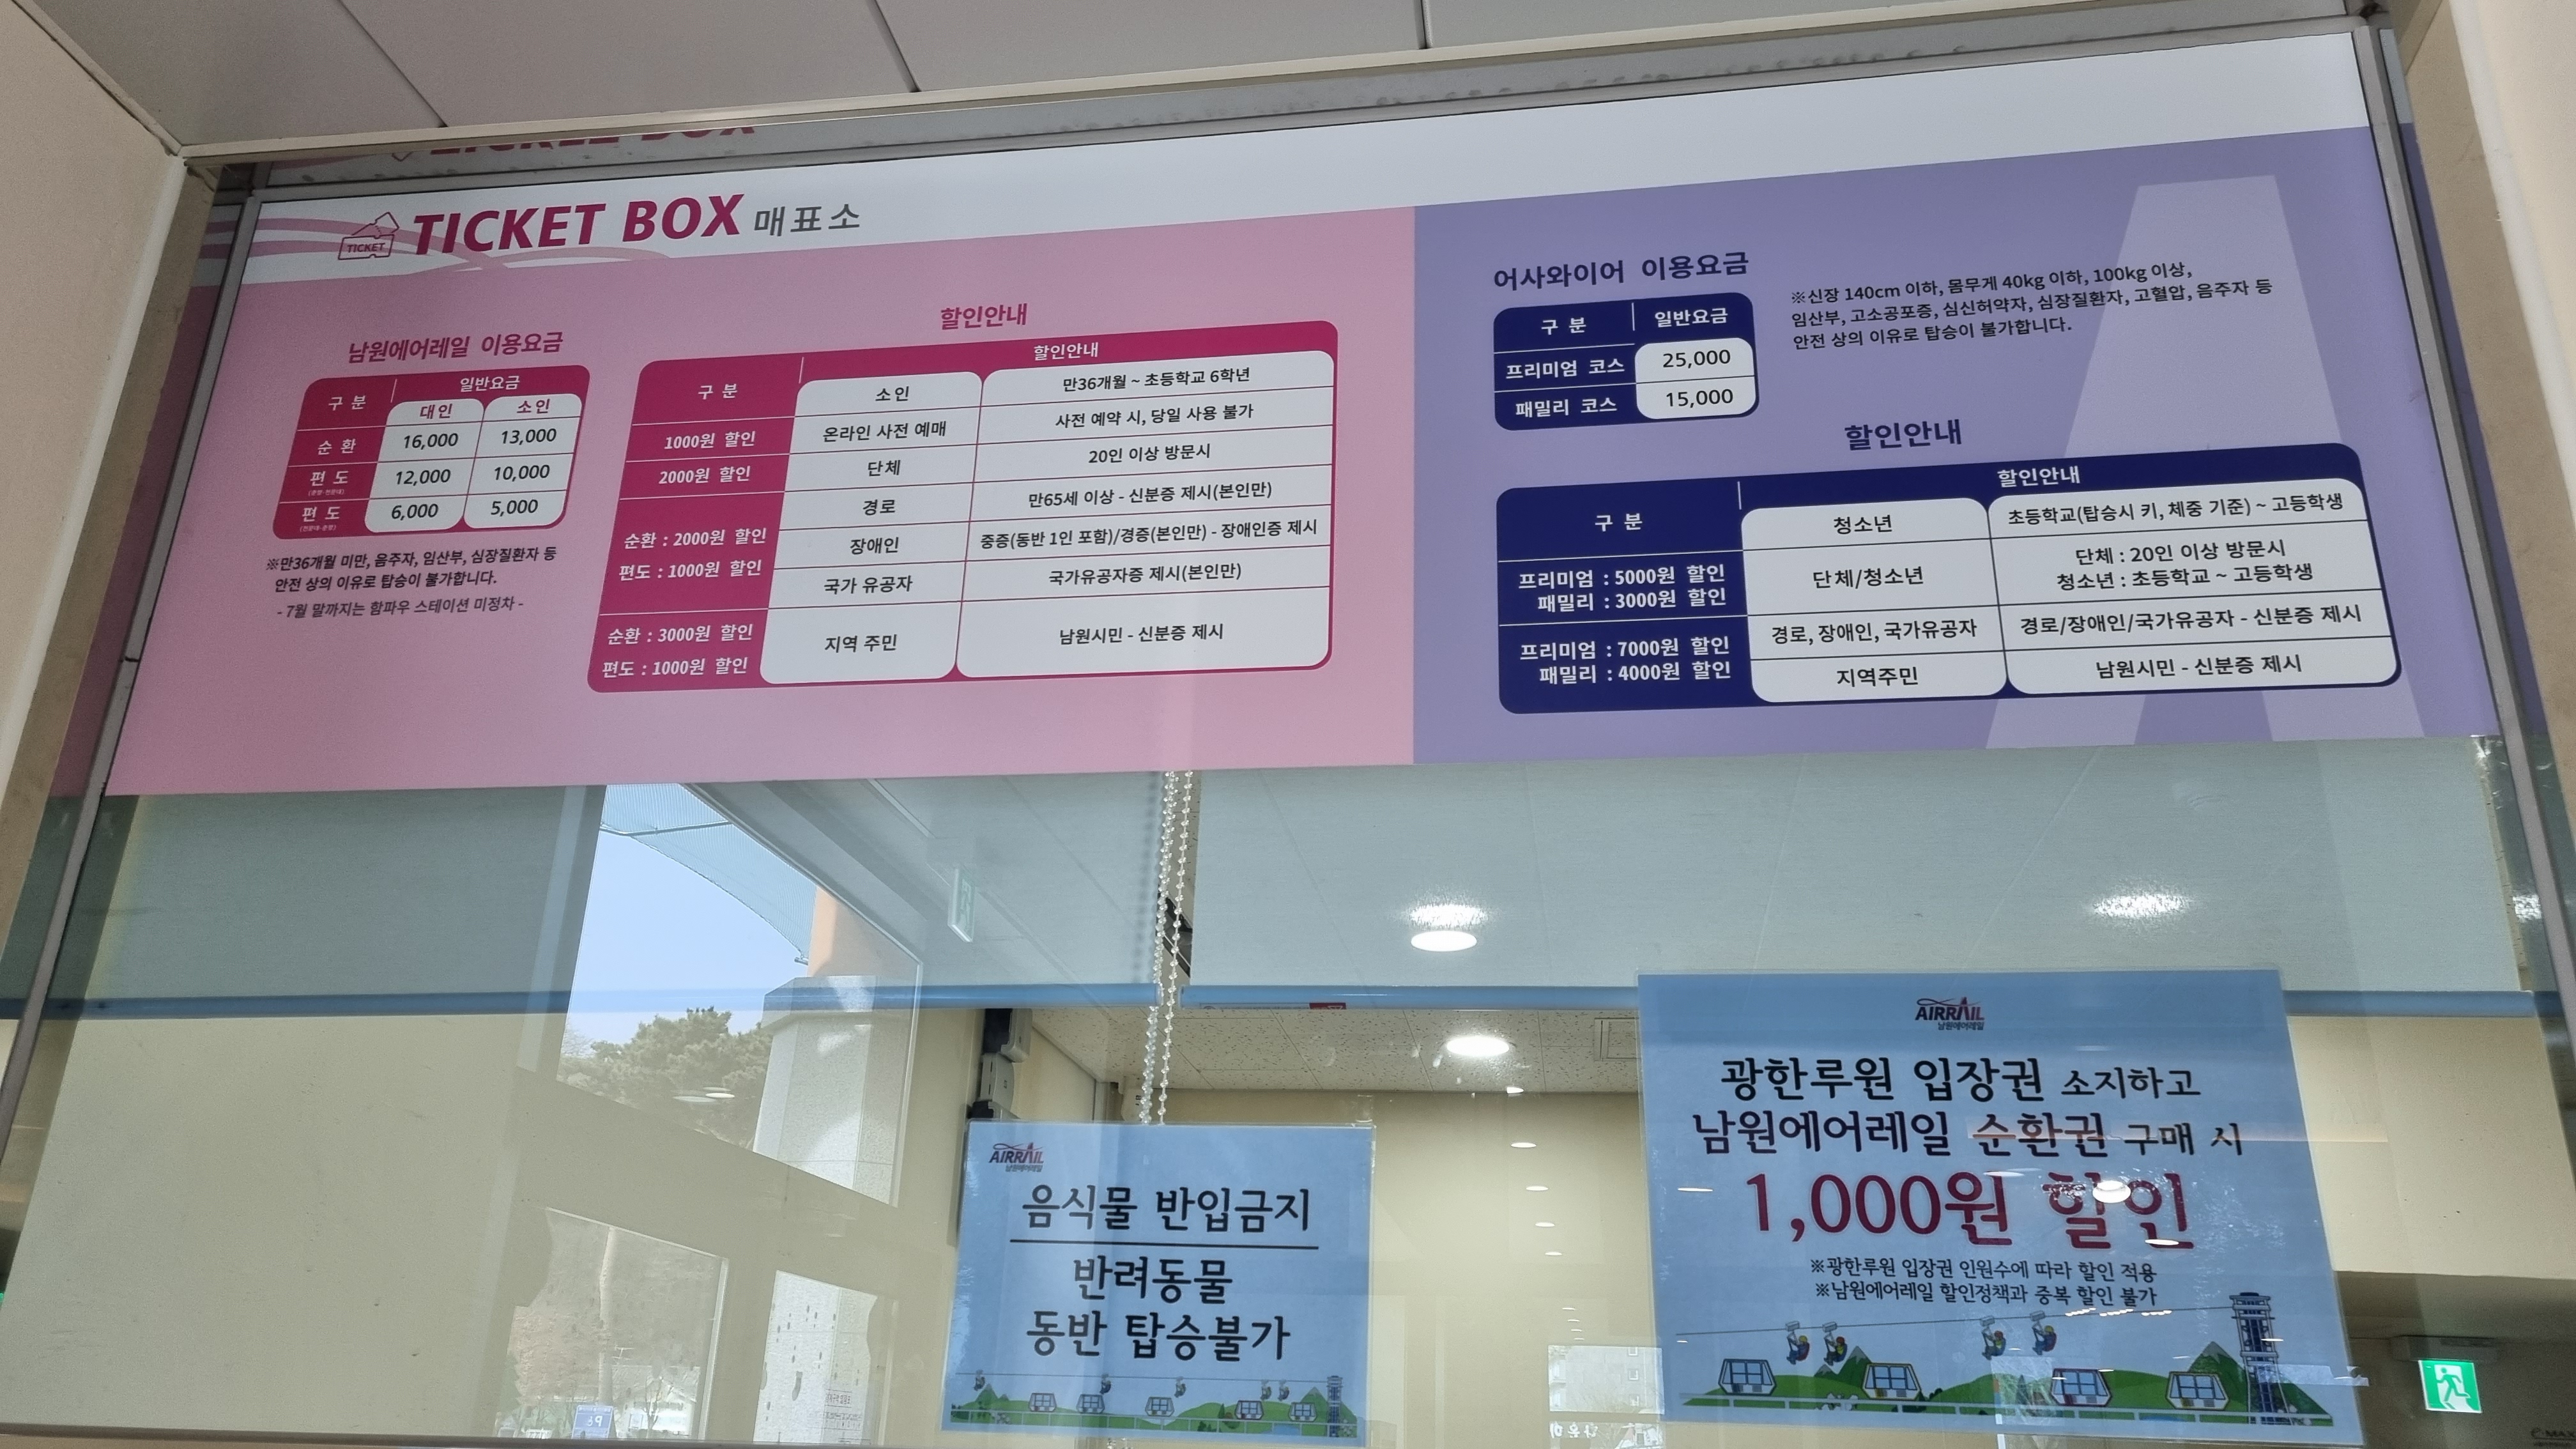 TICKET
TICKET BOX 매표소
남원에어레일 이용요금
구 분
일반요금
대인 소인
순 환 16,000 13,000
편 도 12,000 10,000
편 도 6,000 5,000
※만36개월 미만, 음주자, 임산부, 심장질환자 등
안전 상의 이유로 탑승이 불가합니다.
- 7월 말까지는 함파우 스테이션 미정차 -
할인안내
구 분
할인안내
소인 만36개월 ~ 초등학교 6학년
1000원 할인 온라인 사전 예매 사전 예약 시, 당일 사용 불가
2000원 할인 단체 20인 이상 방문시
순환 : 2000원 할인
편도 : 1000원 할인
경로 만65세 이상 - 신분증 제시(본인만)
장애인 중증(동반 1인 포함)/경증(본인만) - 장애인증 제시
국가 유공자 국가유공자증 제시(본인만)
순환 : 3000원 할인
편도 : 1000원 할인
지역 주민 남원시민 - 신분증 제시
어사와이어 이용요금
구 분 일반요금
프리미엄 코스 25,000
패밀리 코스 15,000
※신장 140cm 이하, 몸무게 40kg 이하, 100kg 이상,
임산부, 고소공포증, 심신허약자, 심장질환자, 고혈압, 음주자 등
안전 상의 이유로 탑승이 불가합니다.
할인안내
구 분
할인안내
청소년 초등학교(탑승시 키, 체중 기준) ~ 고등학생
프리미엄 : 5000원 할인
패밀리 : 3000원 할인
단체/청소년
단체 : 20인 이상 방문시
청소년 : 초등학교 ~ 고등학생
프리미엄 : 7000원 할인
패밀리 : 4000원 할인
경로, 장애인, 국가유공자 경로/장애인/국가유공자 - 신분증 제시
지역주민 남원시민 - 신분증 제시
AIRRAIL
남원에어레일
음식물 반입금지
반려동물
동반 탑승불가
AIRRAIL
남원에어레일
광한루원 입장권 소지하고
남원에어레일 순환권 구매 시
1,000원 할인
※광한루원 입장권 인원수에 따라 할인 적용
※남원에어레일 할인정책과 중복 할인 불가